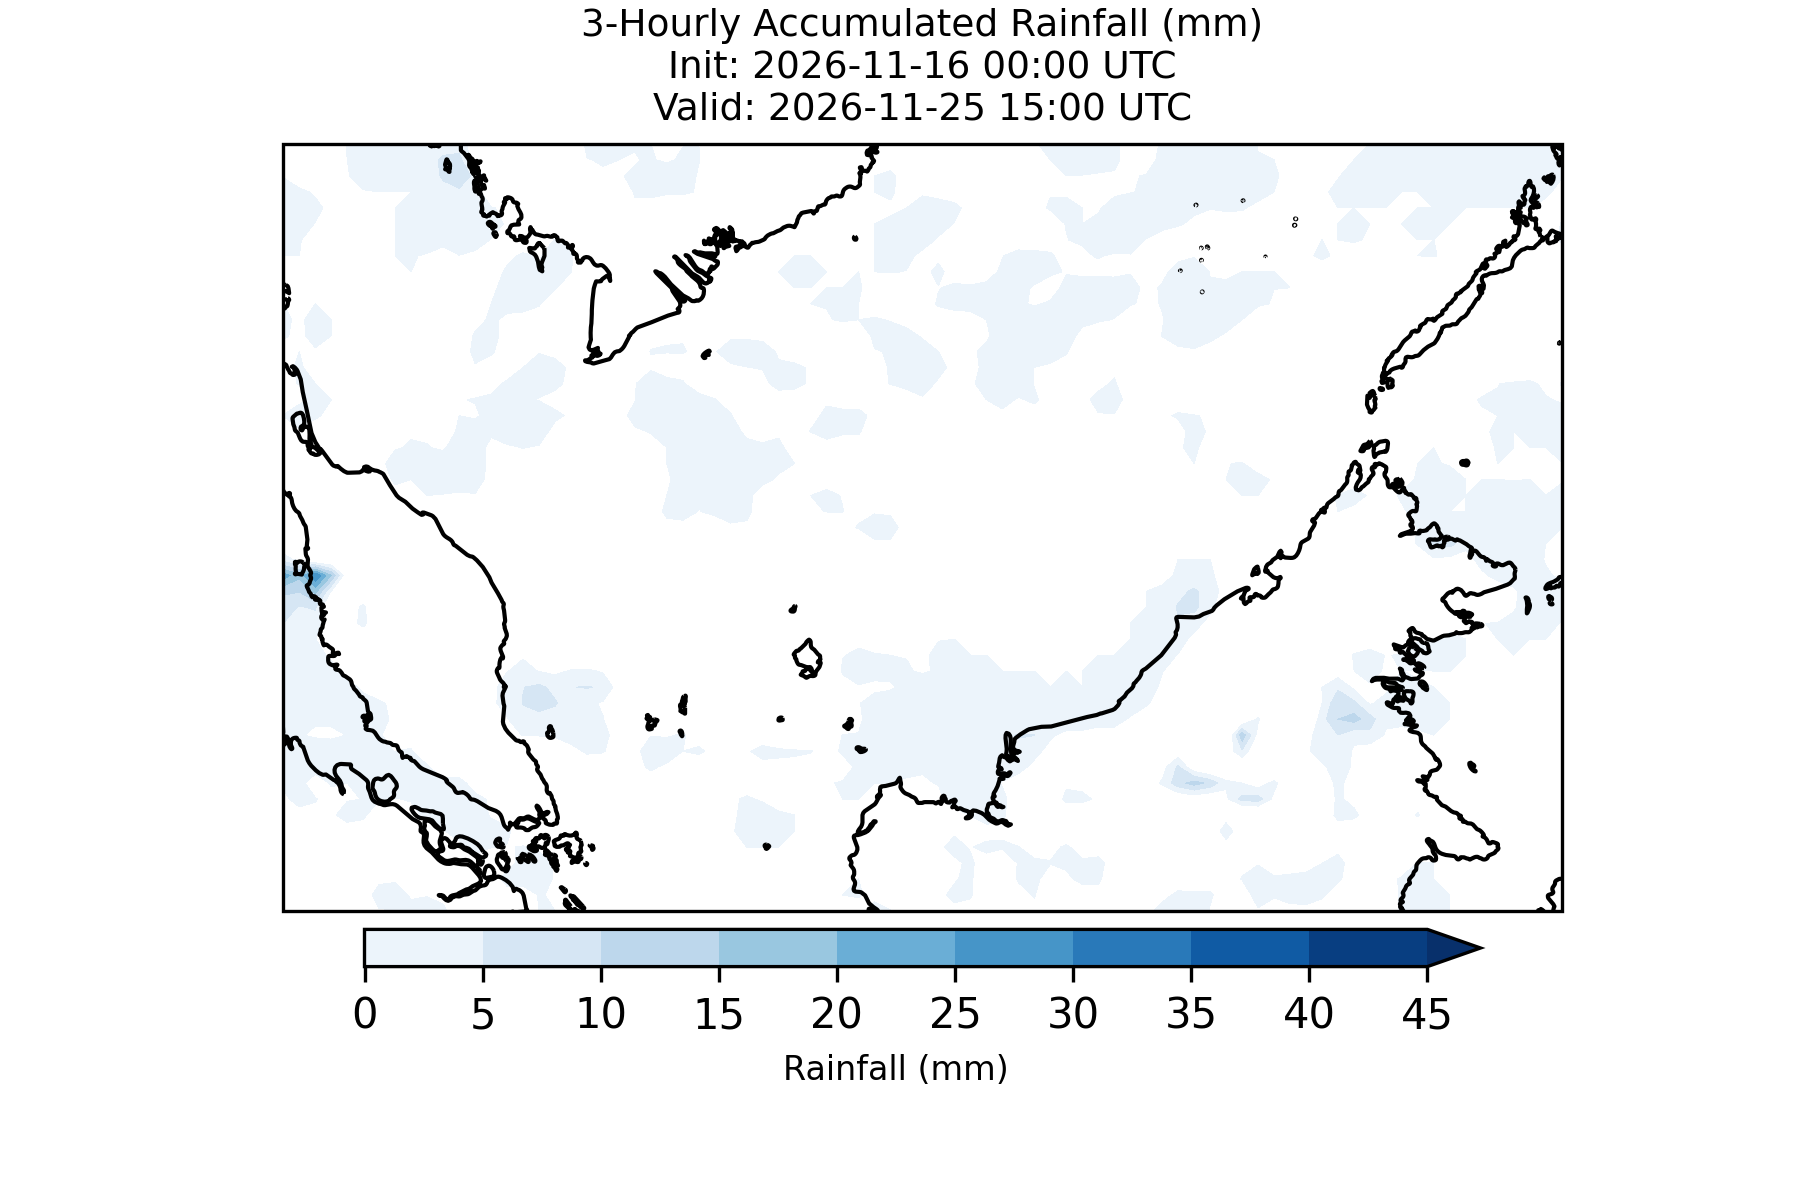 3-Hourly Accumulated Rainfall (mm)
Init: 2026-11-16 00:00 UTC
Valid: 2026-11-25 15:00 UTC
0 5 10 15 20 25 30 35 40 45
Rainfall (mm)